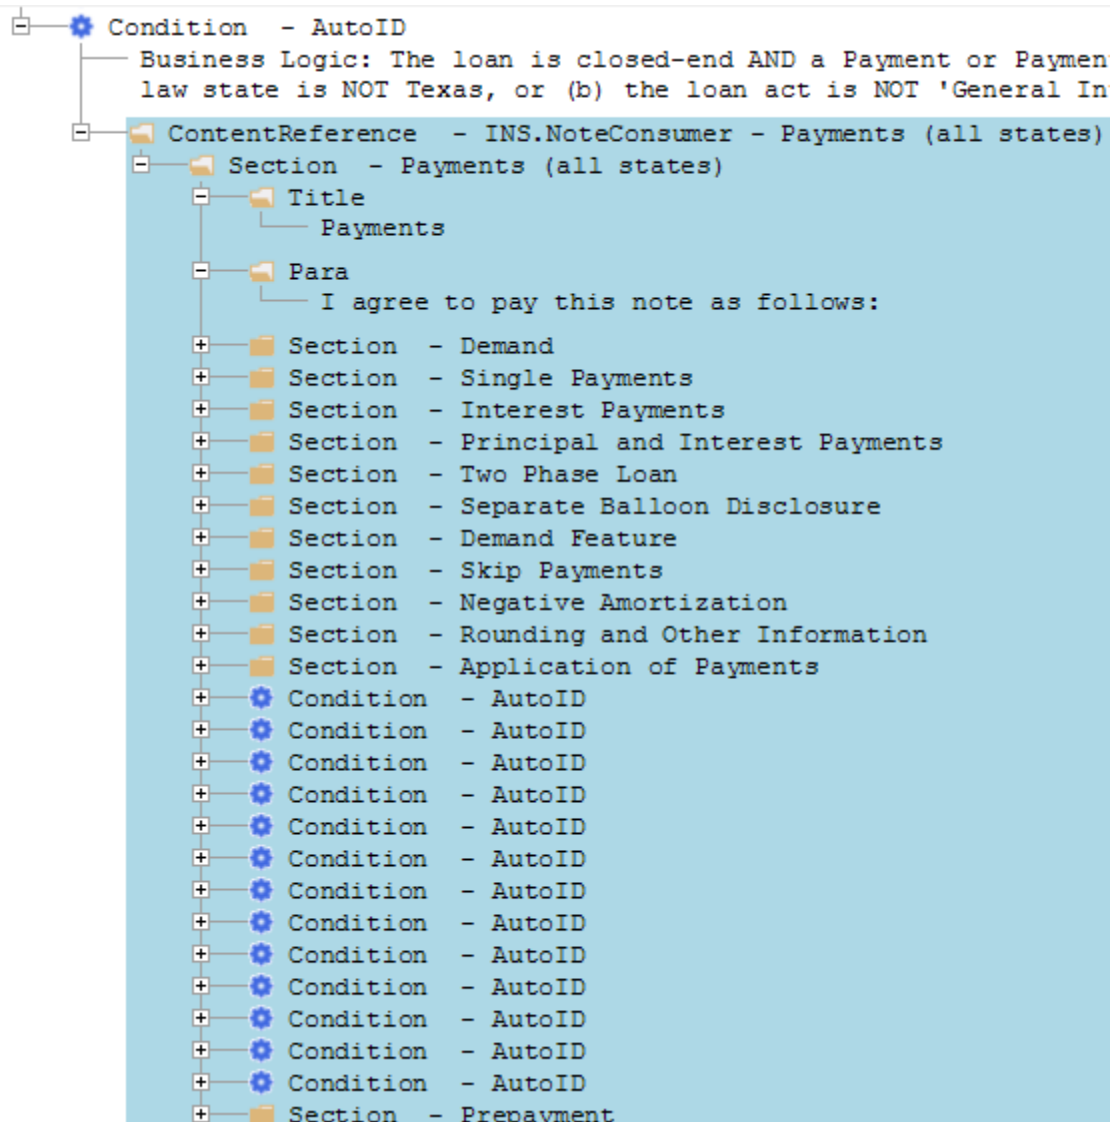 Condition - AutoID
Business Logic: The loan is closed-end AND a Payment or Paymen
law state is NOT Texas, or (b) the loan act is NOT 'General In
ContentReference - INS.NoteConsumer - Payments (all states)
Section - Payments (all states)
Title
Payments
Para
I agree to pay this note as follows:
Section - Demand
Section - Single Payments
Section - Interest Payments
Section - Principal and Interest Payments
Section - Two Phase Loan
Section - Separate Balloon Disclosure
Section - Demand Feature
Section - Skip Payments
Section - Negative Amortization
Section - Rounding and Other Information
Section - Application of Payments
Condition - AutoID
Condition - AutoID
Condition - AutoID
Condition - AutoID
Condition - AutoID
Condition - AutoID
Condition - AutoID
Condition - AutoID
Condition - AutoID
Condition - AutoID
Condition - AutoID
Condition - AutoID
Condition - AutoID
Section - Prepayment